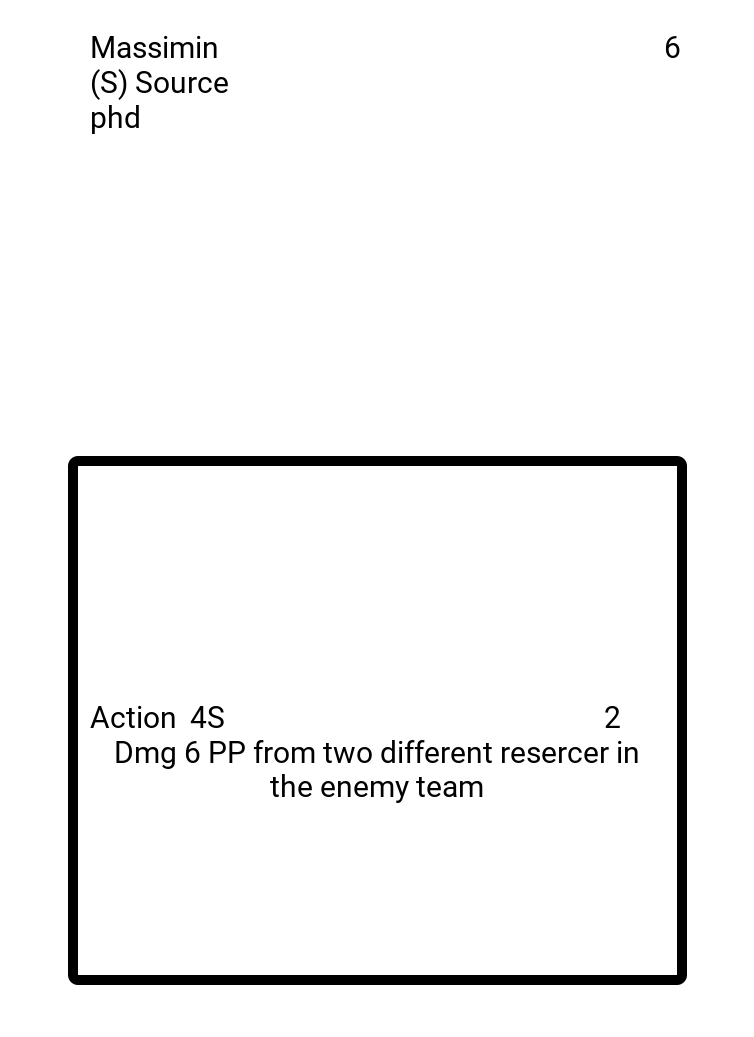 Massimin 6
(S) Source
phd
Action 4S 2
Dmg 6 PP from two different resercer in
the enemy team